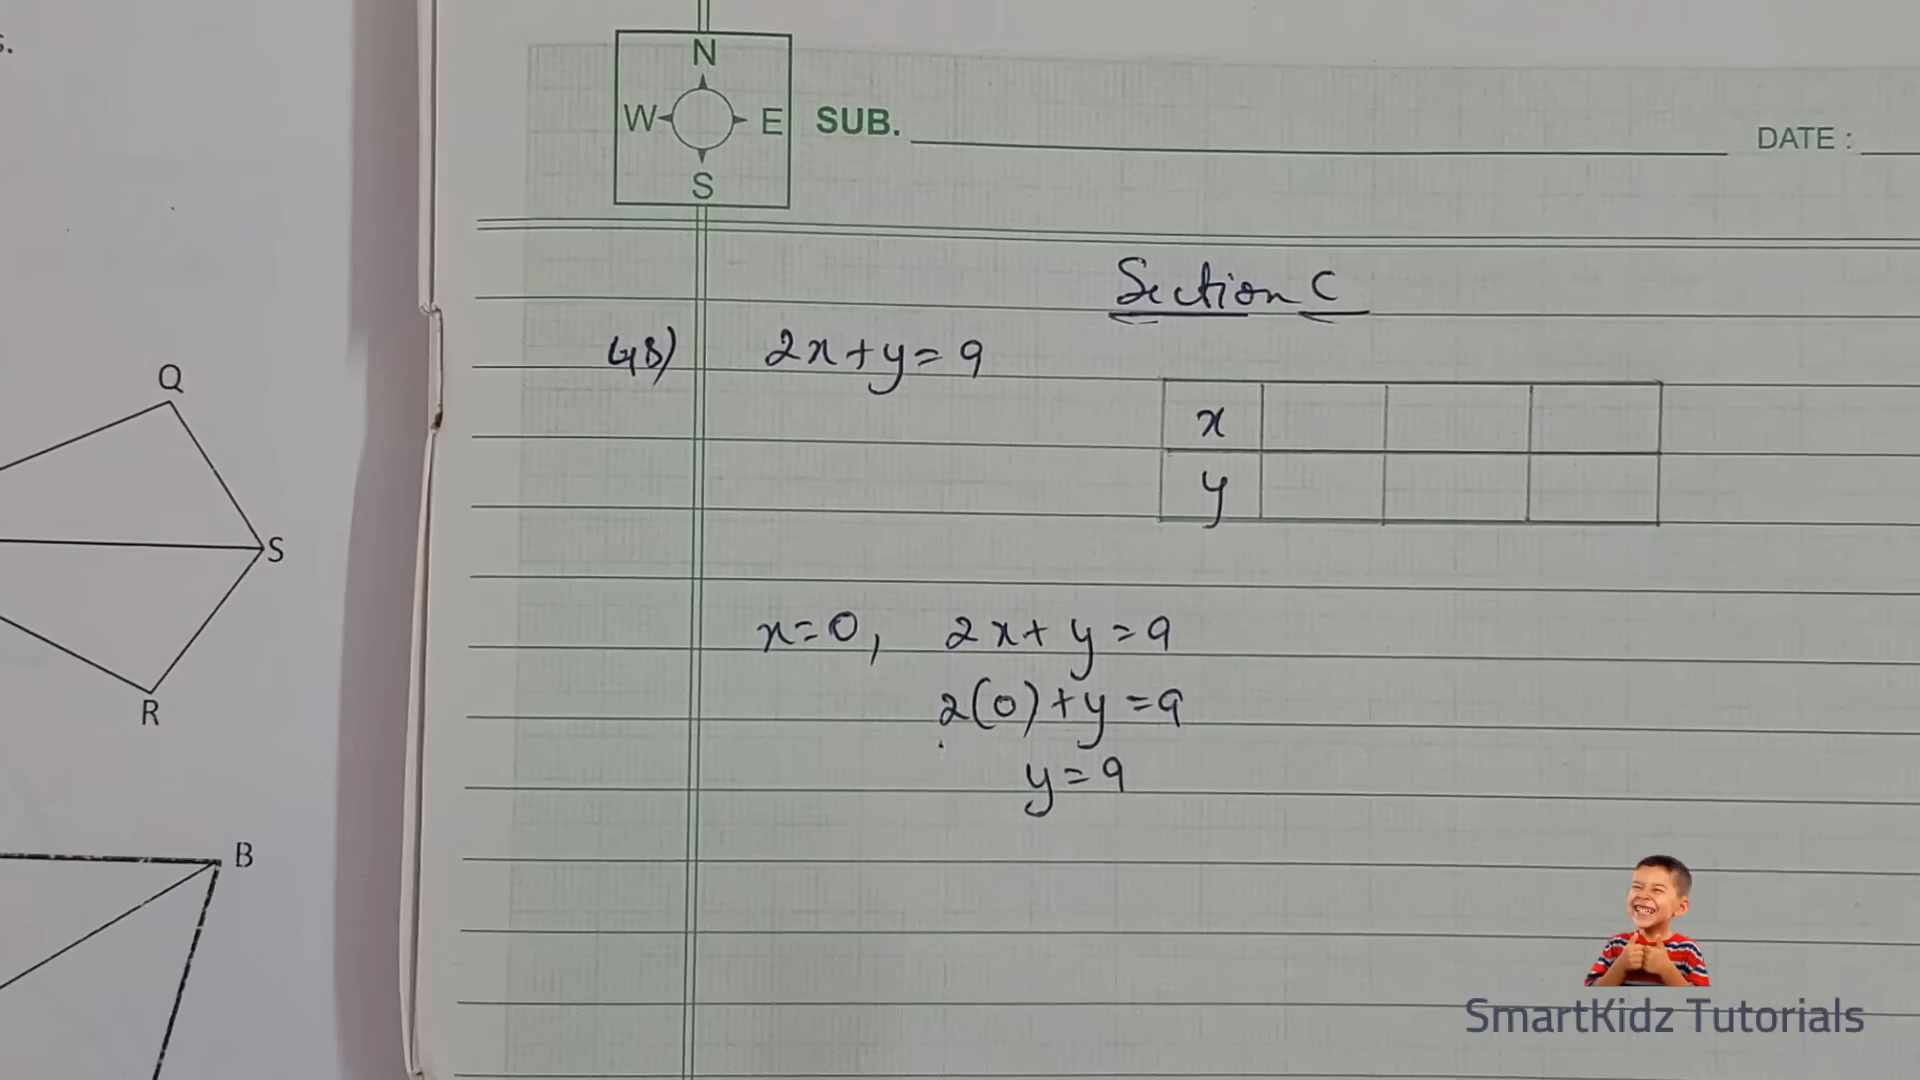 s.
N
W E
S
SUB.
DATE :
Section C
48) 2x+y=9
x
y
x=0, 2x+y=9
2(0)+y=9
y=9
Q
S
R
B
SmartKidz Tutorials